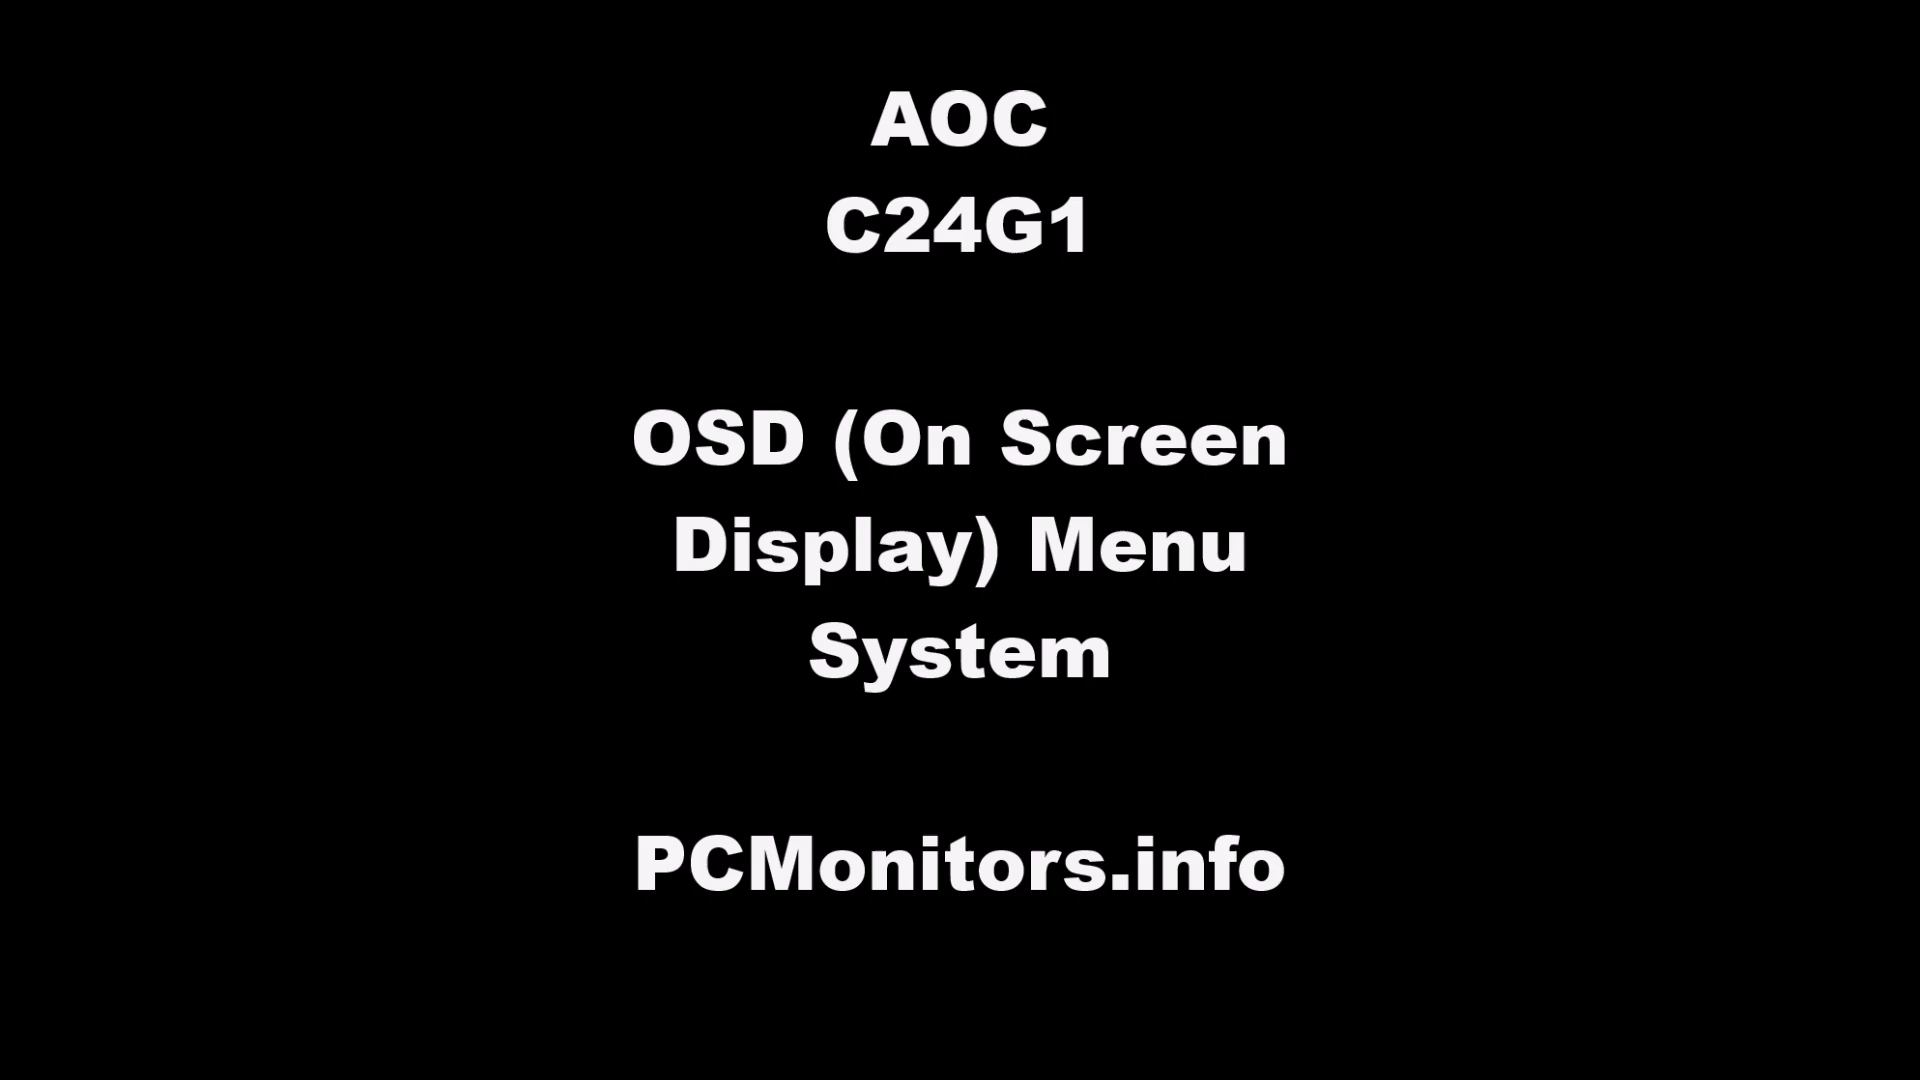 AOC
C24G1
OSD (On Screen
Display) Menu
System
PCMonitors.info